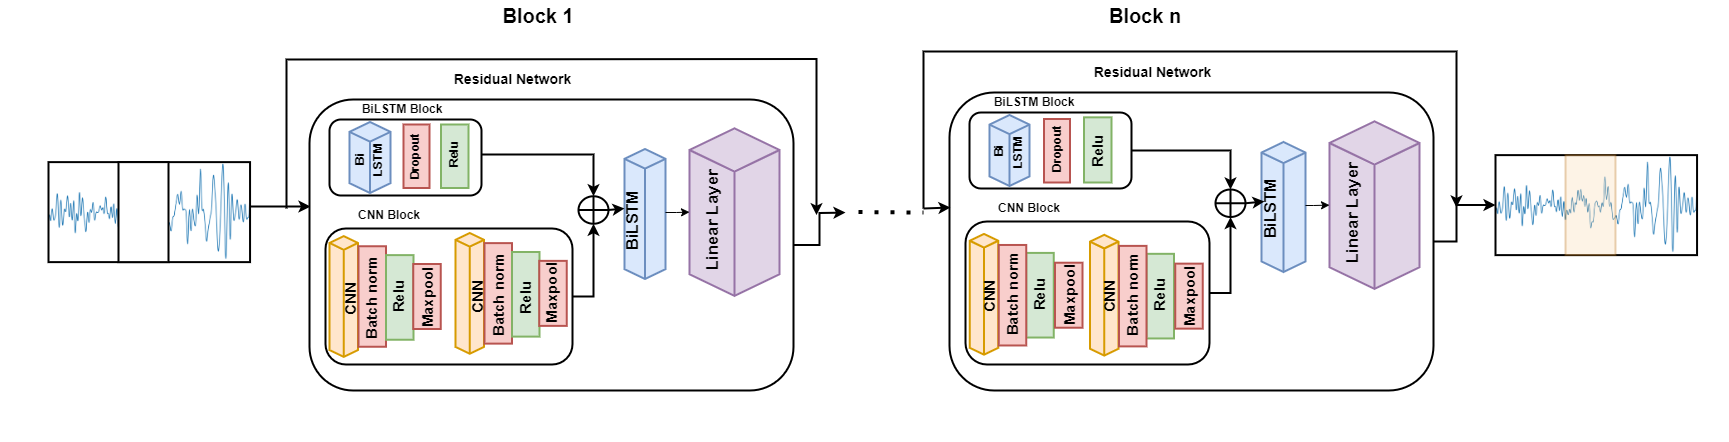 Block 1
Block n
Residual Network
BiLSTM Block
Bi
LSTM
Dropout
Relu
CNN Block
CNN
Batch norm
Relu
Maxpool
CNN
Batch norm
Relu
Maxpool
BiLSTM
Linear Layer
Residual Network
BiLSTM Block
Bi
LSTM
Dropout
Relu
CNN Block
CNN
Batch norm
Relu
Maxpool
CNN
Batch norm
Relu
Maxpool
BiLSTM
Linear Layer